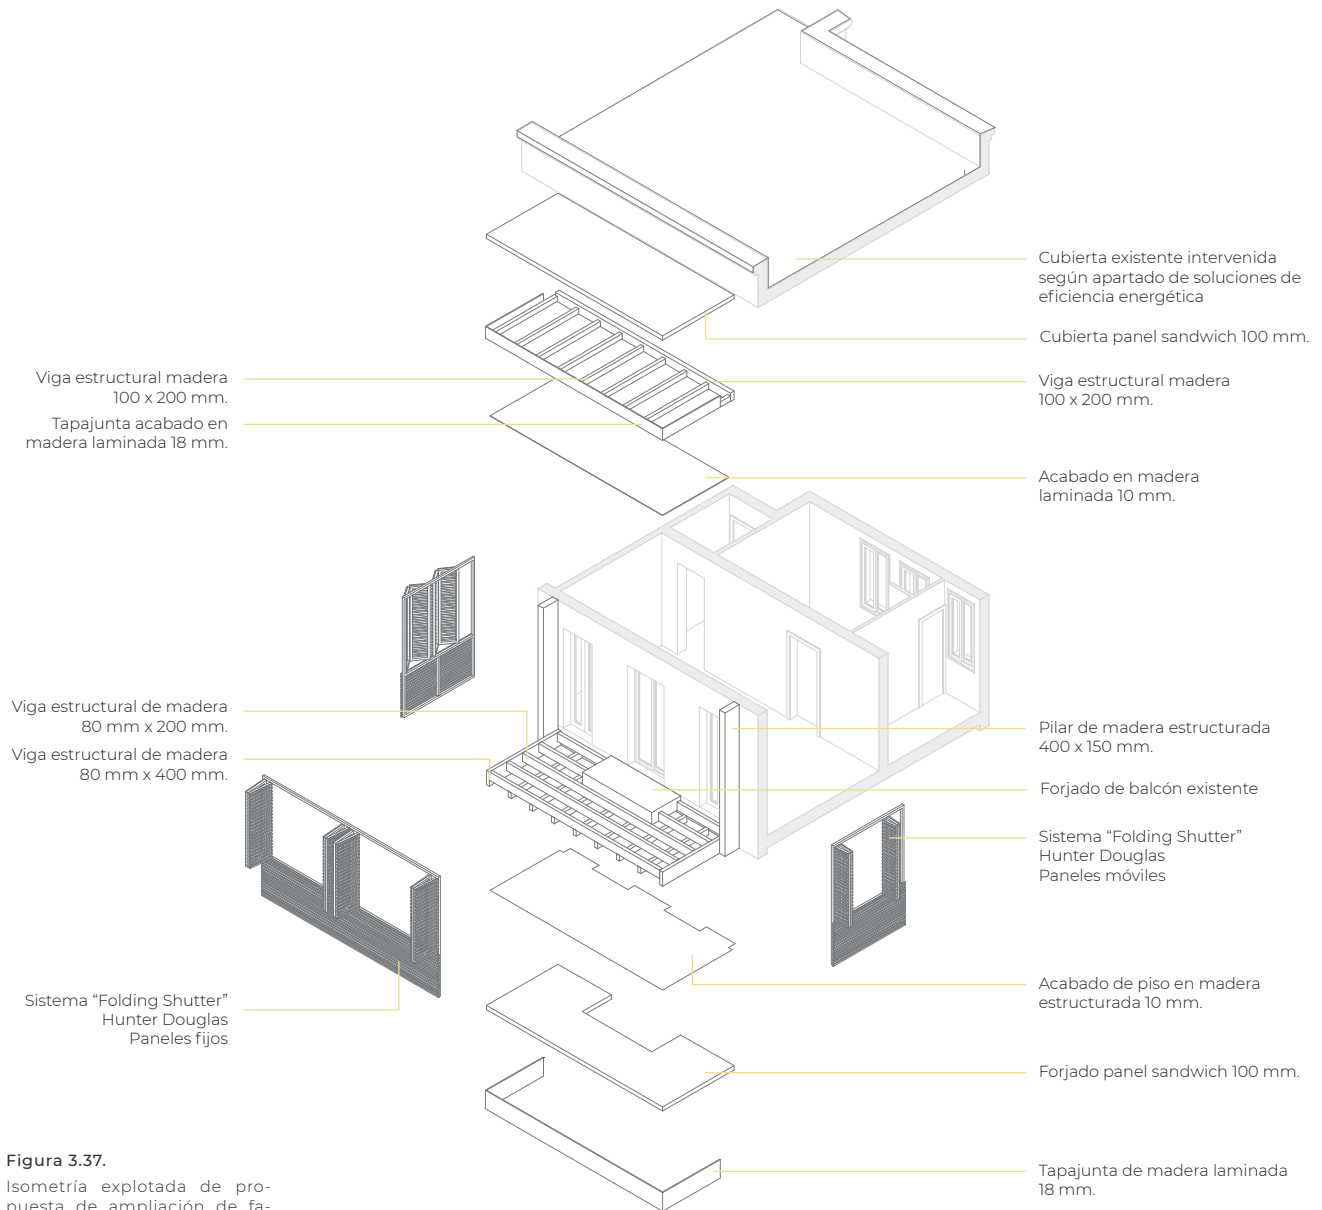 Cubierta existente intervenida
según apartado de soluciones de
eficiencia energética
Cubierta panel sandwich 100 mm.
Viga estructural madera
100 x 200 mm.
Tapajunta acabado en
madera laminada 18 mm.
Viga estructural madera
100 x 200 mm.
Acabado en madera
laminada 10 mm.
Viga estructural de madera
80 mm x 200 mm.
Viga estructural de madera
80 mm x 400 mm.
Pilar de madera estructurada
400 x 150 mm.
Forjado de balcón existente
Sistema “Folding Shutter”
Hunter Douglas
Paneles móviles
Sistema “Folding Shutter”
Hunter Douglas
Paneles fijos
Acabado de piso en madera
estructurada 10 mm.
Forjado panel sandwich 100 mm.
Tapajunta de madera laminada
18 mm.
Figura 3.37.
Isometría explotada de pro-
puesta de ampliación de fa-